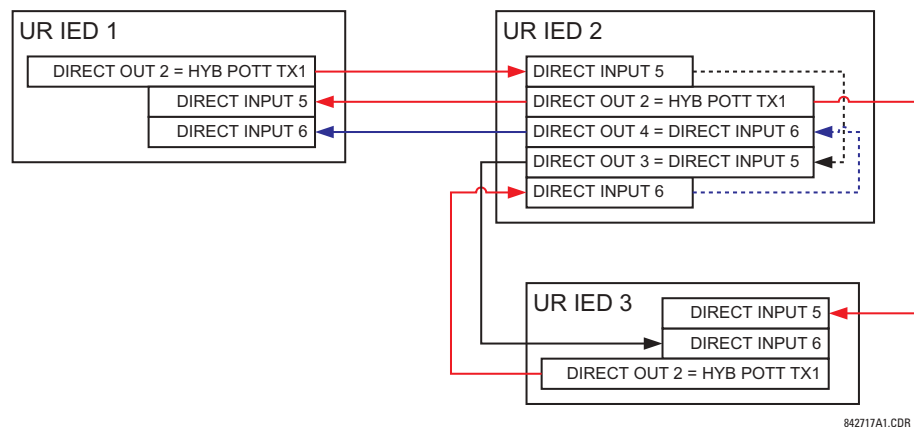 UR IED 1
DIRECT OUT 2 = HYB POTT TX1
DIRECT INPUT 5
DIRECT INPUT 6
UR IED 2
DIRECT INPUT 5
DIRECT OUT 2 = HYB POTT TX1
DIRECT OUT 4 = DIRECT INPUT 6
DIRECT OUT 3 = DIRECT INPUT 5
DIRECT INPUT 6
UR IED 3
DIRECT INPUT 5
DIRECT INPUT 6
DIRECT OUT 2 = HYB POTT TX1
842717A1.CDR